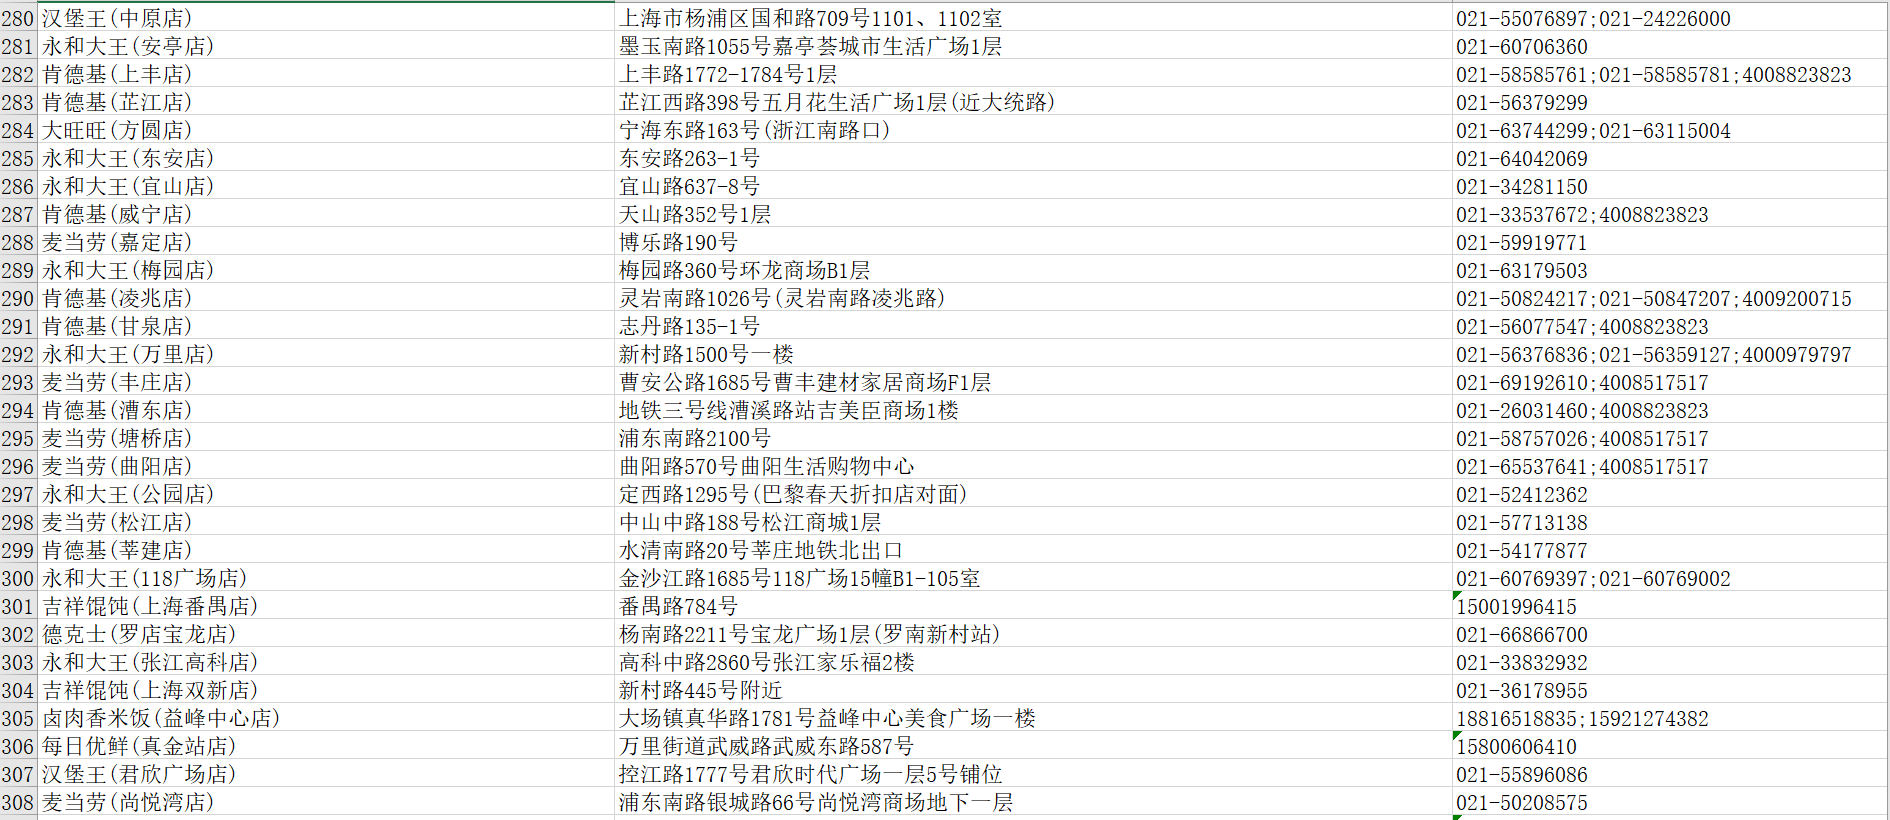 280 汉堡王(中原店) 上海市杨浦区国和路709号1101、1102室 021-55076897;021-24226000
281 永和大王(安亭店) 墨玉南路1055号嘉亭荟城市生活广场1层 021-60706360
282 肯德基(上丰店) 上丰路1772-1784号1层 021-58585761;021-58585781;4008823823
283 肯德基(芷江店) 芷江西路398号五月花生活广场1层(近大统路) 021-56379299
284 大旺旺(方圆店) 宁海东路163号(浙江南路口) 021-63744299;021-63115004
285 永和大王(东安店) 东安路263-1号 021-64042069
286 永和大王(宜山店) 宜山路637-8号 021-34281150
287 肯德基(威宁店) 天山路352号1层 021-33537672;4008823823
288 麦当劳(嘉定店) 博乐路190号 021-59919771
289 永和大王(梅园店) 梅园路360号环龙商场B1层 021-63179503
290 肯德基(凌兆店) 灵岩南路1026号(灵岩南路凌兆路) 021-50824217;021-50847207;4009200715
291 肯德基(甘泉店) 志丹路135-1号 021-56077547;4008823823
292 永和大王(万里店) 新村路1500号一楼 021-56376836;021-56359127;4000979797
293 麦当劳(丰庄店) 曹安公路1685号曹丰建材家居商场F1层 021-69192610;4008517517
294 肯德基(漕东店) 地铁三号线漕溪路站吉美臣商场1楼 021-26031460;4008823823
295 麦当劳(塘桥店) 浦东南路2100号 021-58757026;4008517517
296 麦当劳(曲阳店) 曲阳路570号曲阳生活购物中心 021-65537641;4008517517
297 永和大王(公园店) 定西路1295号(巴黎春天折扣店对面) 021-52412362
298 麦当劳(松江店) 中山中路188号松江商城1层 021-57713138
299 肯德基(莘建店) 水清南路20号莘庄地铁北出口 021-54177877
300 永和大王(118广场店) 金沙江路1685号118广场15幢B1-105室 021-60769397;021-60769002
301 吉祥馄饨(上海番禺店) 番禺路784号 15001996415
302 德克士(罗店宝龙店) 杨南路2211号宝龙广场1层(罗南新村站) 021-66866700
303 永和大王(张江高科店) 高科中路2860号张江家乐福2楼 021-33832932
304 吉祥馄饨(上海双新店) 新村路445号附近 021-36178955
305 卤肉香米饭(益峰中心店) 大场镇真华路1781号益峰中心美食广场一楼 18816518835;15921274382
306 每日优鲜(真金站店) 万里街道武威路武威东路587号 15800606410
307 汉堡王(君欣广场店) 控江路1777号君欣时代广场一层5号铺位 021-55896086
308 麦当劳(尚悦湾店) 浦东南路银城路66号尚悦湾商场地下一层 021-50208575